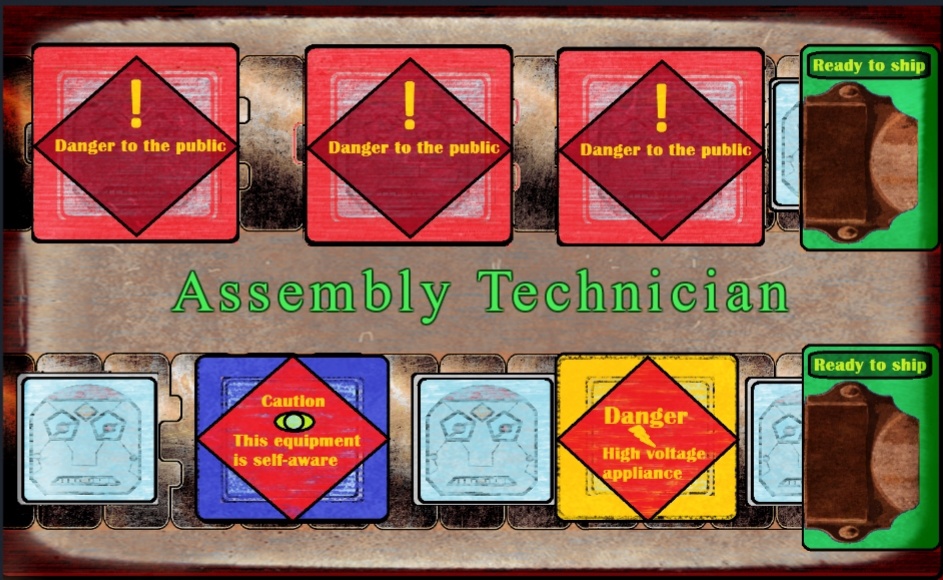 !
Danger to the public
!
Danger to the public
!
Danger to the public
Ready to ship
Assembly Technician
Caution
This equipment
is self-aware
Danger
High voltage
appliance
Ready to ship